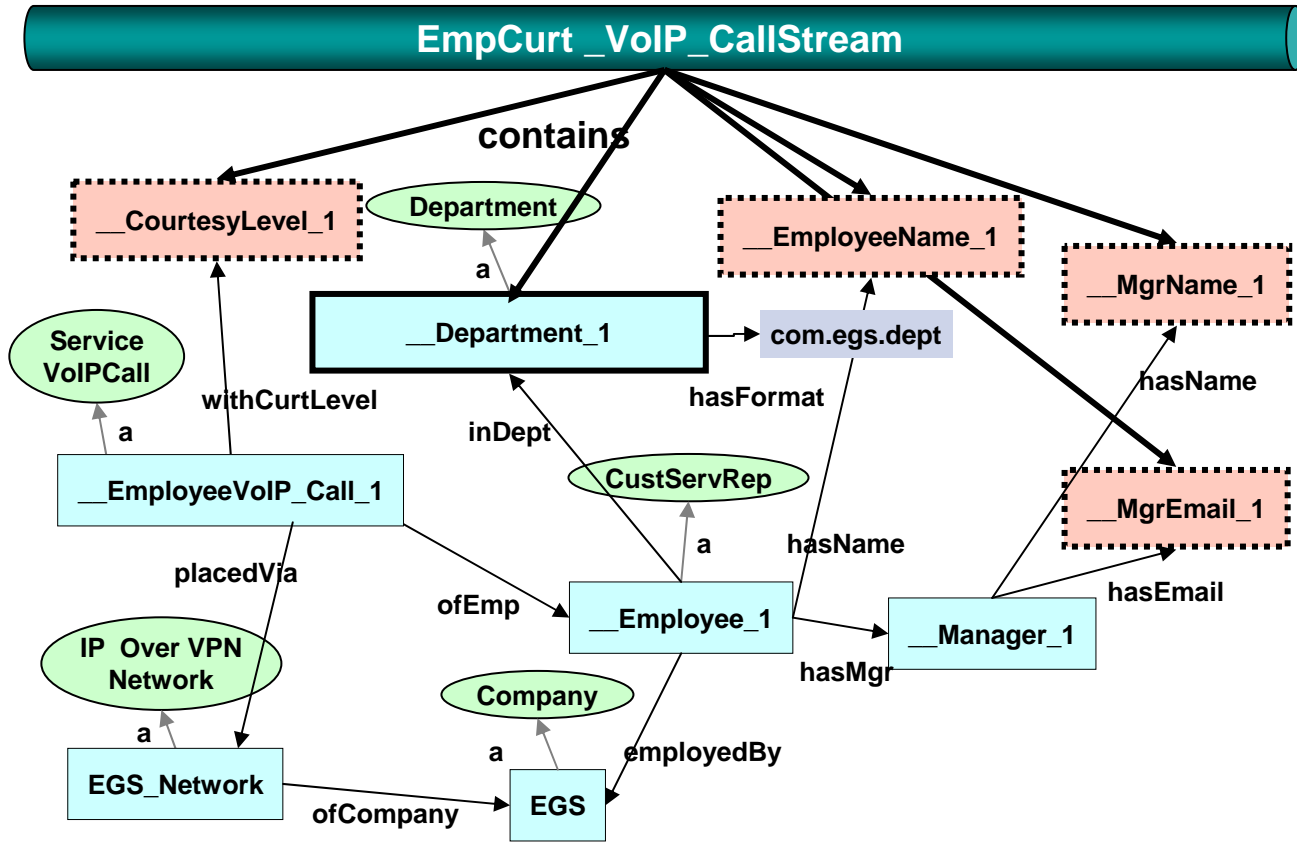 EmpCurt _VoIP_CallStream
contains
__CourtesyLevel_1
Department
__EmployeeName_1
__MgrName_1
a
__Department_1
com.egs.dept
Service
VoIPCall
withCurtLevel
hasFormat
hasName
inDept
a
__EmployeeVoIP_Call_1
CustServRep
__MgrEmail_1
a
hasName
placedVia
ofEmp
__Employee_1
hasEmail
__Manager_1
hasMgr
IP Over VPN
Network
Company
a
a
employedBy
EGS_Network
EGS
ofCompany